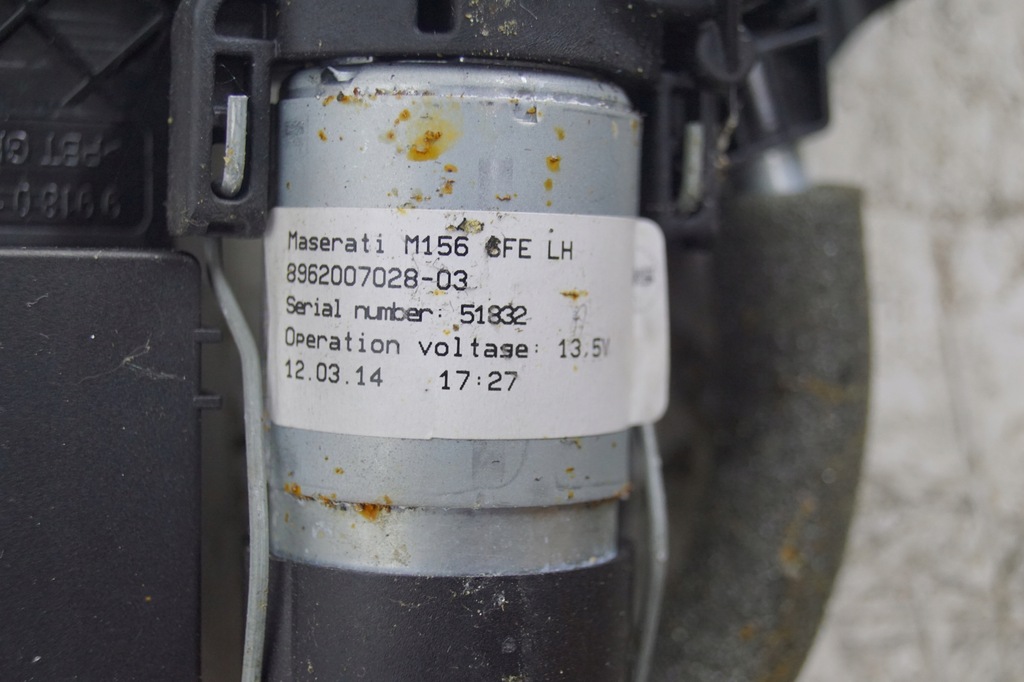 Maserati M156 SFE LH
8962007028-03
Serial number: 51832
Operation voltage: 13.5V
12.03.14 17:27